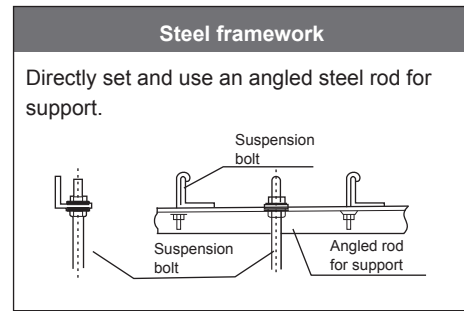 Steel framework
Directly set and use an angled steel rod for
support.
Suspension
bolt
Suspension
bolt
Angled rod
for support